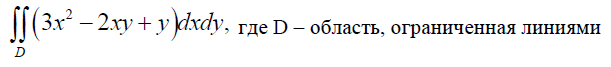 ∬_D (3x² − 2xy + y)dxdy, где D – область, ограниченная линиями